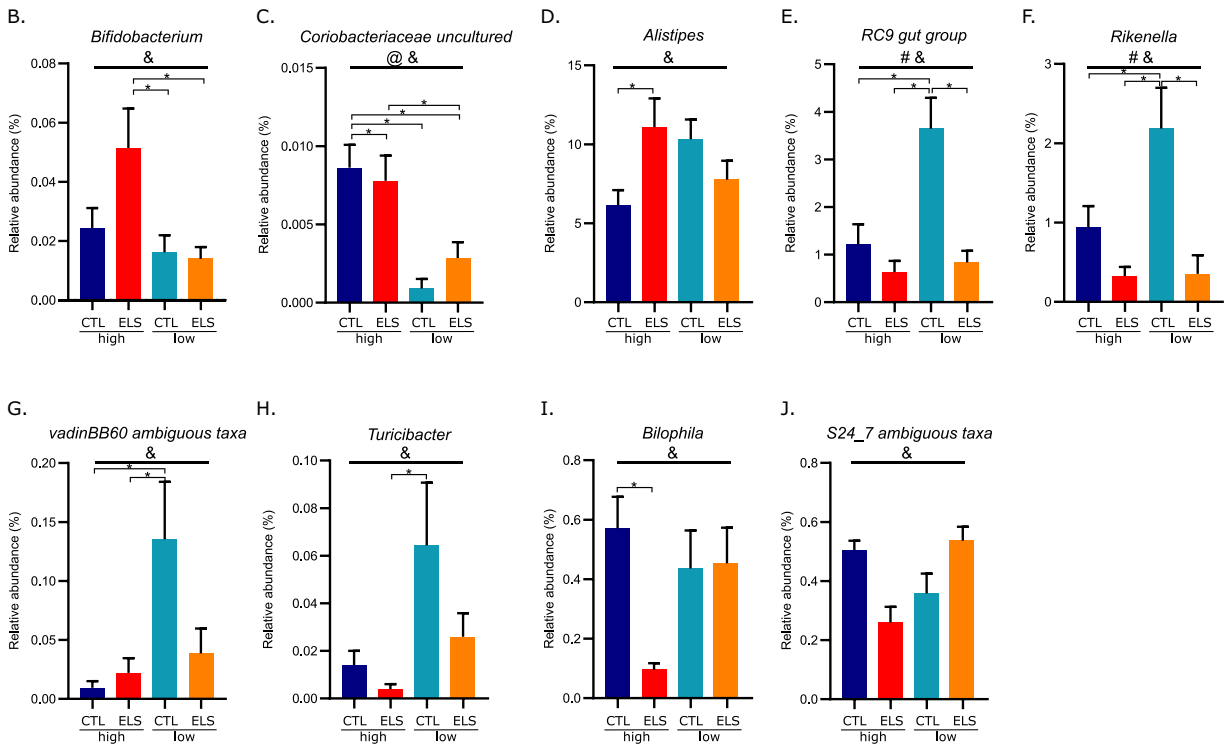 B.
Bifidobacterium
&
*
*
Relative abundance (%)
0.08
0.06
0.04
0.02
0.00
CTL ELS CTL ELS
high low
C.
Coriobacteriaceae uncultured
@ &
*
*
*
*
Relative abundance (%)
0.015
0.010
0.005
0.000
CTL ELS CTL ELS
high low
D.
Alistipes
&
*
Relative abundance (%)
15
10
5
0
CTL ELS CTL ELS
high low
E.
RC9 gut group
# &
*
* *
Relative abundance (%)
5
4
3
2
1
0
CTL ELS CTL ELS
high low
F.
Rikenella
# &
*
* *
Relative abundance (%)
3
2
1
0
CTL ELS CTL ELS
high low
G.
vadinBB60 ambiguous taxa
&
*
*
Relative abundance (%)
0.20
0.15
0.10
0.05
0.00
CTL ELS CTL ELS
high low
H.
Turicibacter
&
*
Relative abundance (%)
0.10
0.08
0.06
0.04
0.02
0.00
CTL ELS CTL ELS
high low
I.
Bilophila
&
*
Relative abundance (%)
0.8
0.6
0.4
0.2
0.0
CTL ELS CTL ELS
high low
J.
S24_7 ambiguous taxa
&
Relative abundance (%)
0.8
0.6
0.4
0.2
0.0
CTL ELS CTL ELS
high low